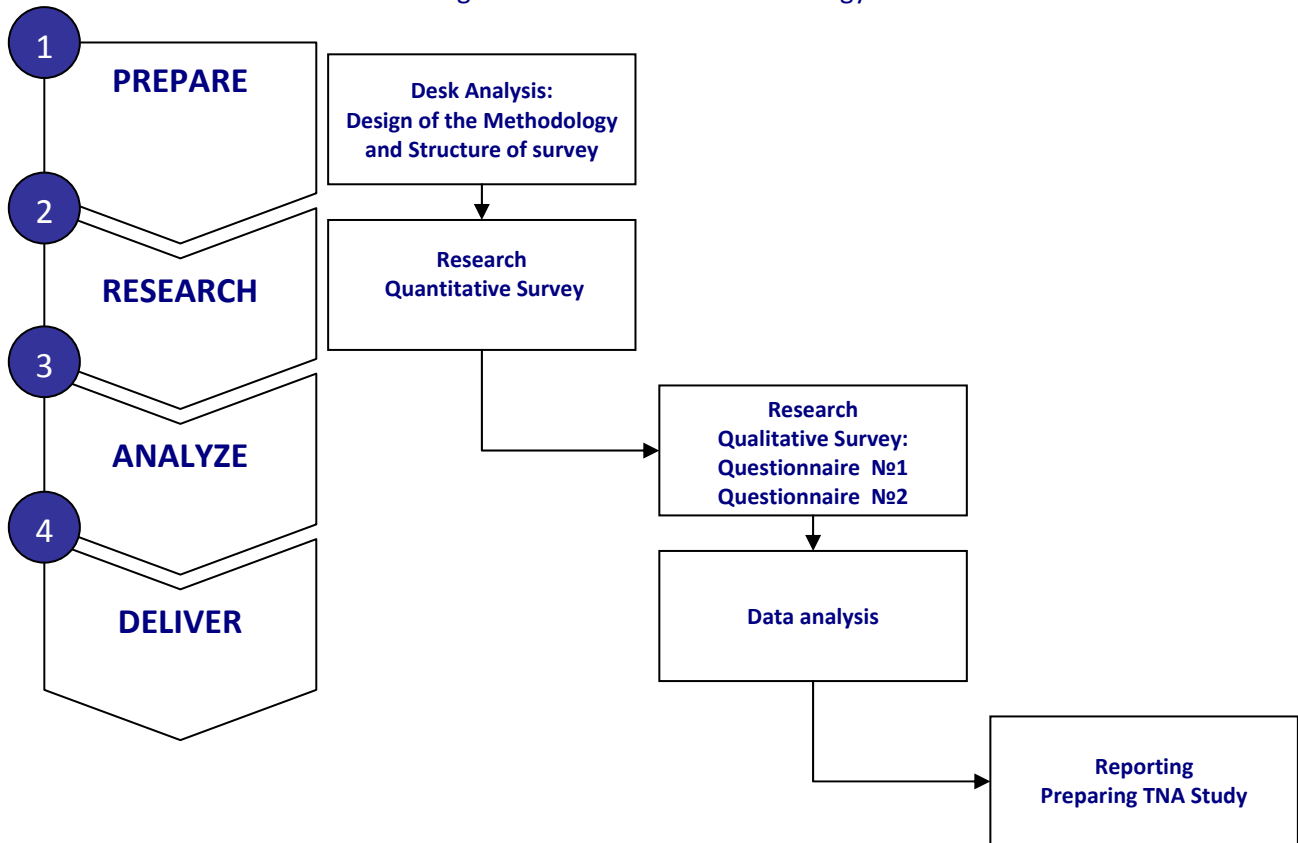 1
PREPARE
Desk Analysis:
Design of the Methodology
and Structure of survey
2
RESEARCH
Research
Quantitative Survey
3
ANALYZE
Research
Qualitative Survey:
Questionnaire №1
Questionnaire №2
4
DELIVER
Data analysis
Reporting
Preparing TNA Study